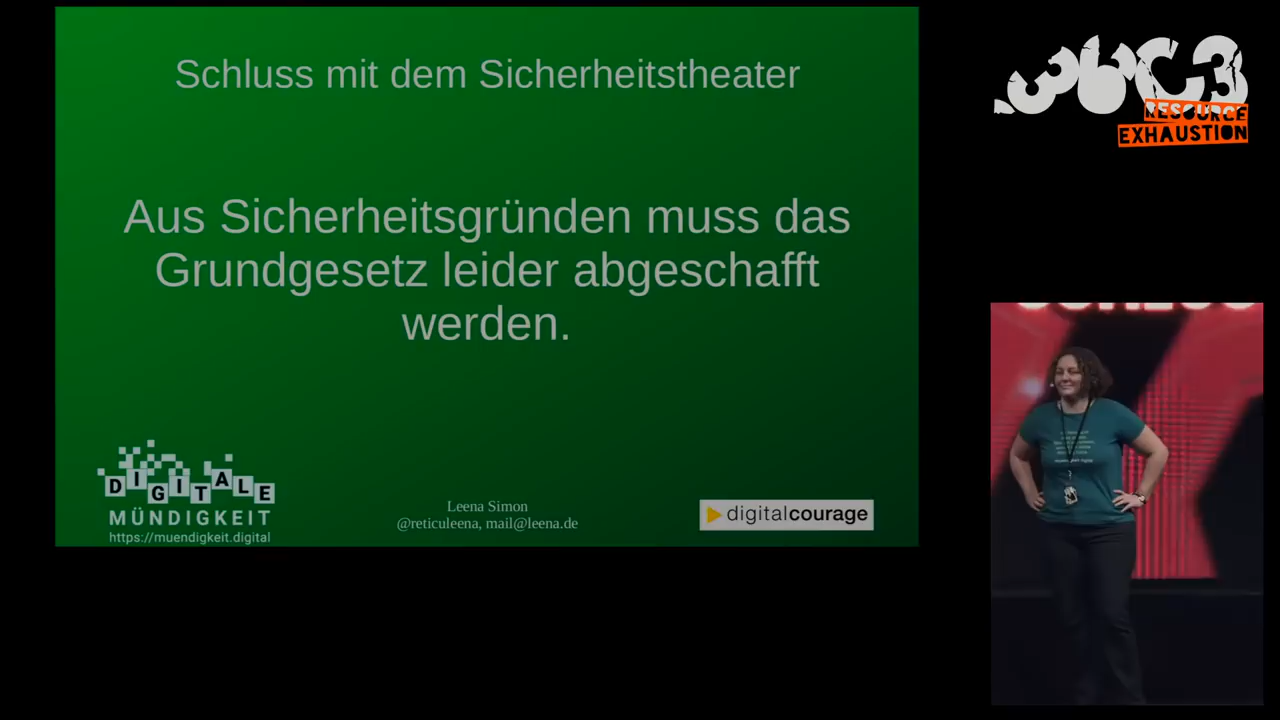 Schluss mit dem Sicherheitstheater
Aus Sicherheitsgründen muss das
Grundgesetz leider abgeschafft
werden.
DIGITALE
MÜNDIGKEIT
https://muendigkeit.digital
Leena Simon
@reticuleena, mail@leena.de
digitalcourage
36C3
RESOURCE
EXHAUSTION